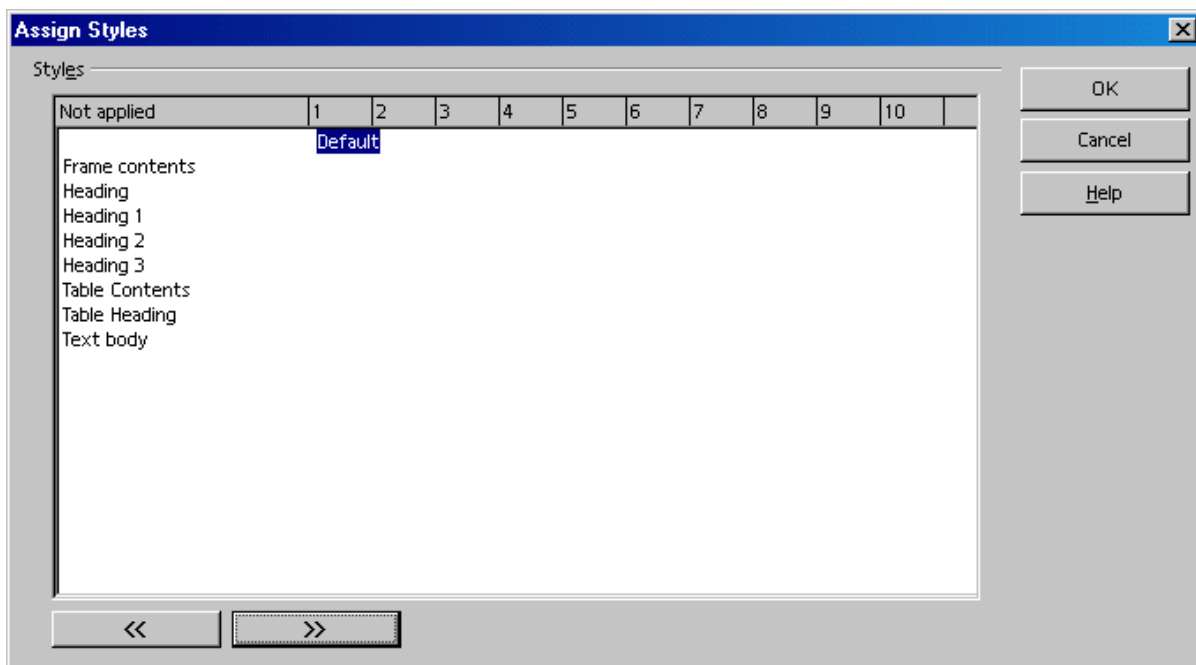 Assign Styles
Styles
Not applied 1 2 3 4 5 6 7 8 9 10
Default
Frame contents
Heading
Heading 1
Heading 2
Heading 3
Table Contents
Table Heading
Text body
OK
Cancel
Help
<< >>